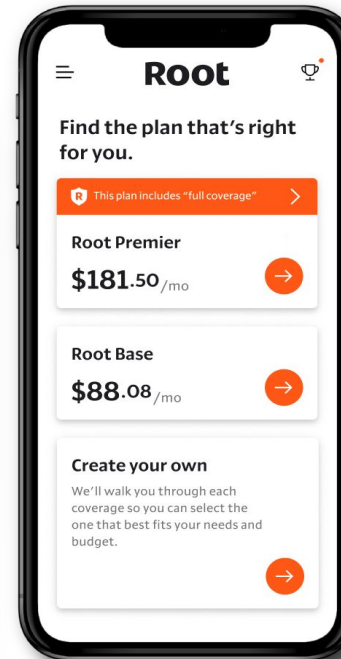 Root
Find the plan that's right
for you.
R This plan includes "full coverage"
Root Premier
$181.50/mo
Root Base
$88.08/mo
Create your own
We'll walk you through each
coverage so you can select the
one that best fits your needs and
budget.